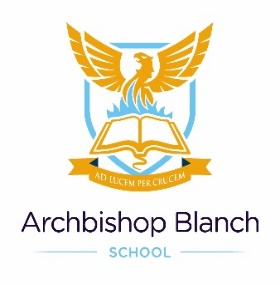 AD LUCEM PER CRUCEM
Archbishop Blanch
SCHOOL